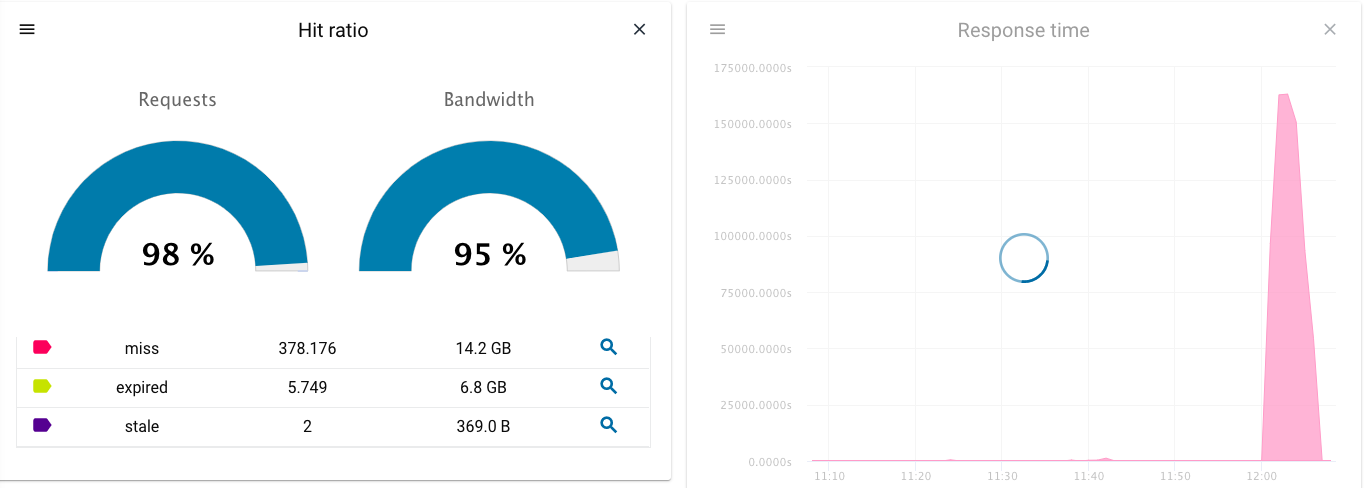 Hit ratio
Requests Bandwidth
98 % 95 %
miss 378.176 14.2 GB
expired 5.749 6.8 GB
stale 2 369.0 B
Response time
175000.0000s
150000.0000s
125000.0000s
100000.0000s
75000.0000s
50000.0000s
25000.0000s
0.0000s
11:10 11:20 11:30 11:40 11:50 12:00